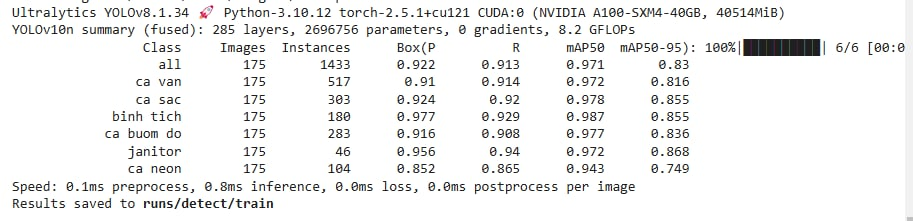 Ultralytics YOLOv8.1.34 🚀 Python-3.10.12 torch-2.5.1+cu121 CUDA:0 (NVIDIA A100-SXM4-40GB, 40514MiB)
YOLOv10n summary (fused): 285 layers, 2696756 parameters, 0 gradients, 8.2 GFLOPs
Class Images Instances Box(P R mAP50 mAP50-95): 100%|██████████| 6/6 [00:0
all 175 1433 0.922 0.913 0.971 0.83
ca van 175 517 0.91 0.914 0.972 0.816
ca sac 175 303 0.924 0.92 0.978 0.855
binh tich 175 180 0.977 0.929 0.987 0.855
ca buom do 175 283 0.916 0.908 0.977 0.836
janitor 175 46 0.956 0.94 0.972 0.868
ca neon 175 104 0.852 0.865 0.943 0.749
Speed: 0.1ms preprocess, 0.8ms inference, 0.0ms loss, 0.0ms postprocess per image
Results saved to runs/detect/train